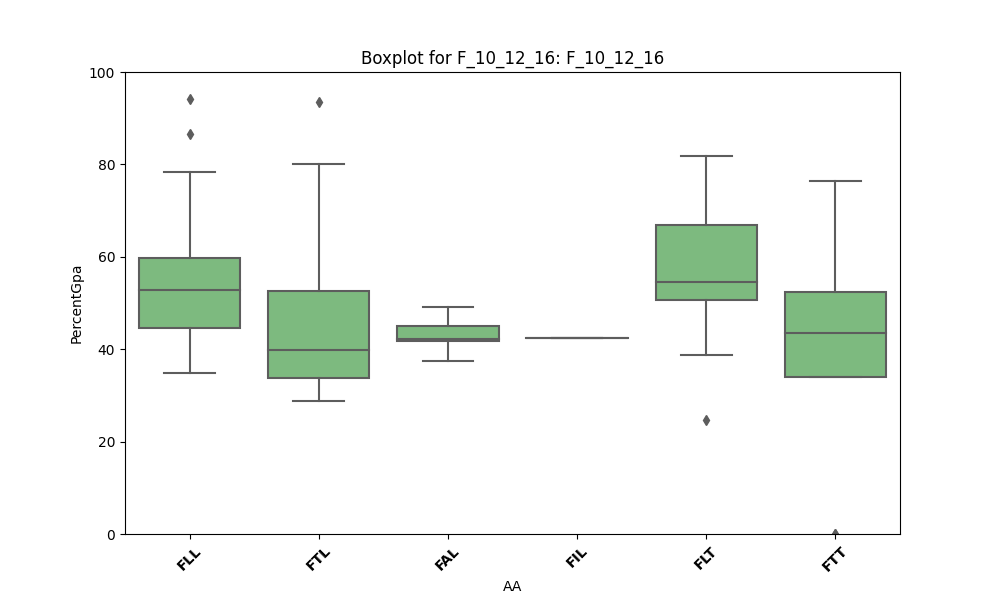 Boxplot for F_10_12_16: F_10_12_16
100
80
60
40
20
0
PercentGpa
FLL
FTL
FAL
FIL
FLT
FTT
AA